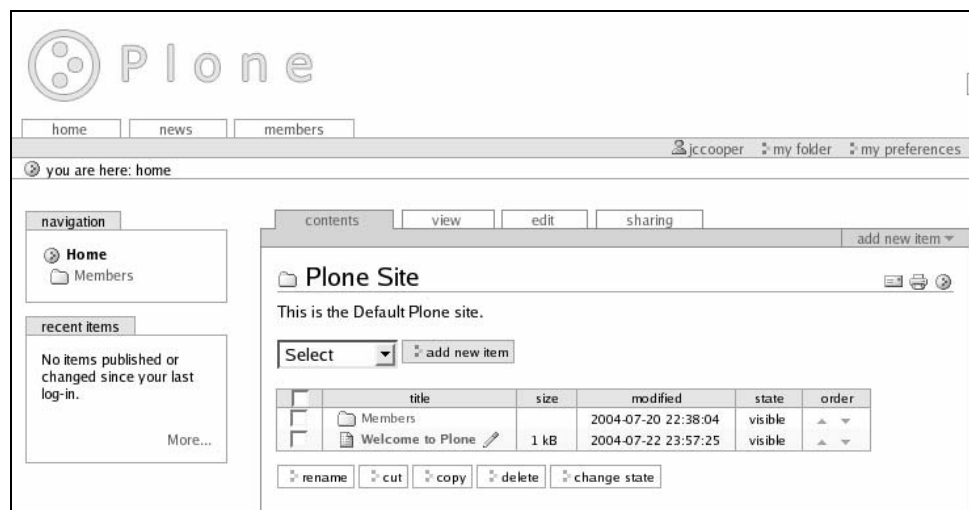 Plone
home news members
jccooper my folder my preferences
you are here: home
navigation
Home
Members
recent items
No items published or
changed since your last
log-in.
More...
contents view edit sharing
add new item
Plone Site
This is the Default Plone site.
Select add new item
title size modified state order
Members 2004-07-20 22:38:04 visible
Welcome to Plone 1 kB 2004-07-22 23:57:25 visible
rename cut copy delete change state